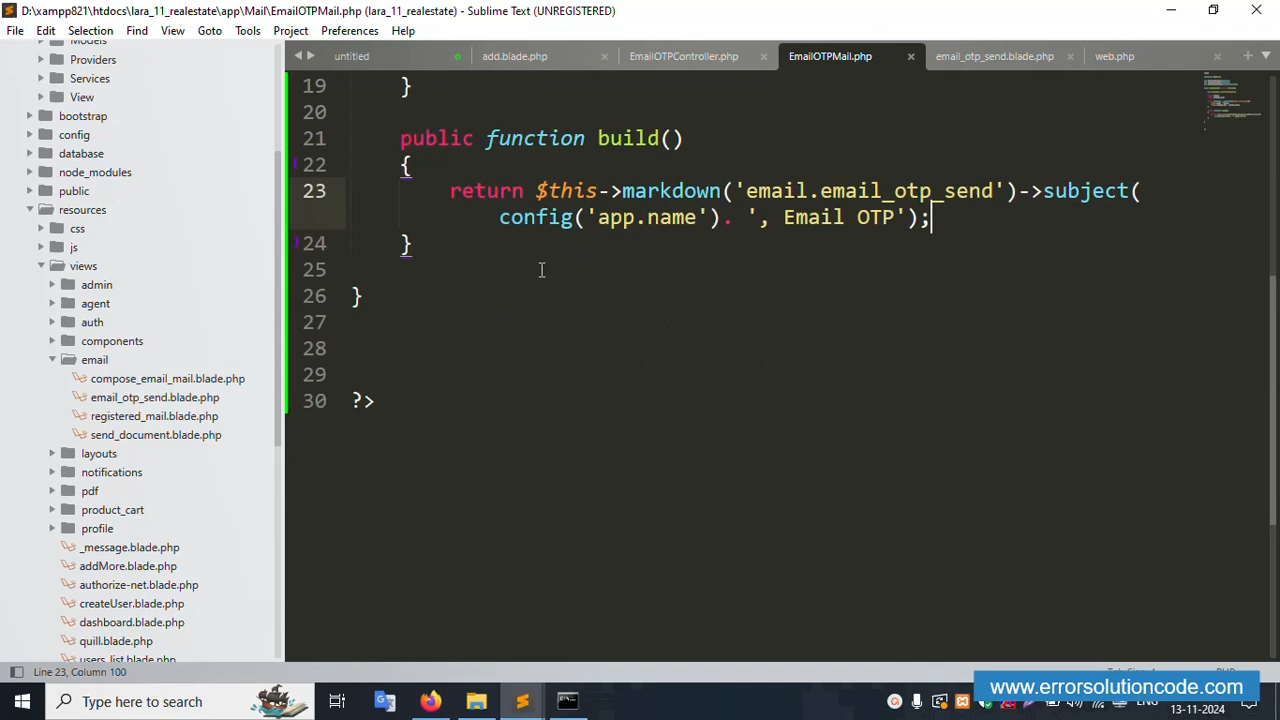 D:\xampp821\htdocs\lara_11_realestate\app\Mail\EmailOTPMail.php (lara_11_realestate) - Sublime Text (UNREGISTERED)
File Edit Selection Find View Goto Tools Project Preferences Help
untitled add.blade.php EmailOTPController.php EmailOTPMail.php email_otp_send.blade.php web.php
Models
Providers
Services
View
bootstrap
config
database
node_modules
public
resources
css
js
views
admin
agent
auth
components
email
compose_email_mail.blade.php
email_otp_send.blade.php
registered_mail.blade.php
send_document.blade.php
layouts
notifications
pdf
product_cart
profile
_message.blade.php
addMore.blade.php
authorize-net.blade.php
createUser.blade.php
dashboard.blade.php
quill.blade.php
users_list.blade.php
19 }
20
21 public function build()
22 {
23 return $this->markdown('email.email_otp_send')->subject(
config('app.name'). ', Email OTP');
24 }
25
26 }
27
28
29
30 ?>
Line 23, Column 100
www.errorsolutioncode.com
Type here to search
ENG
13-11-2024